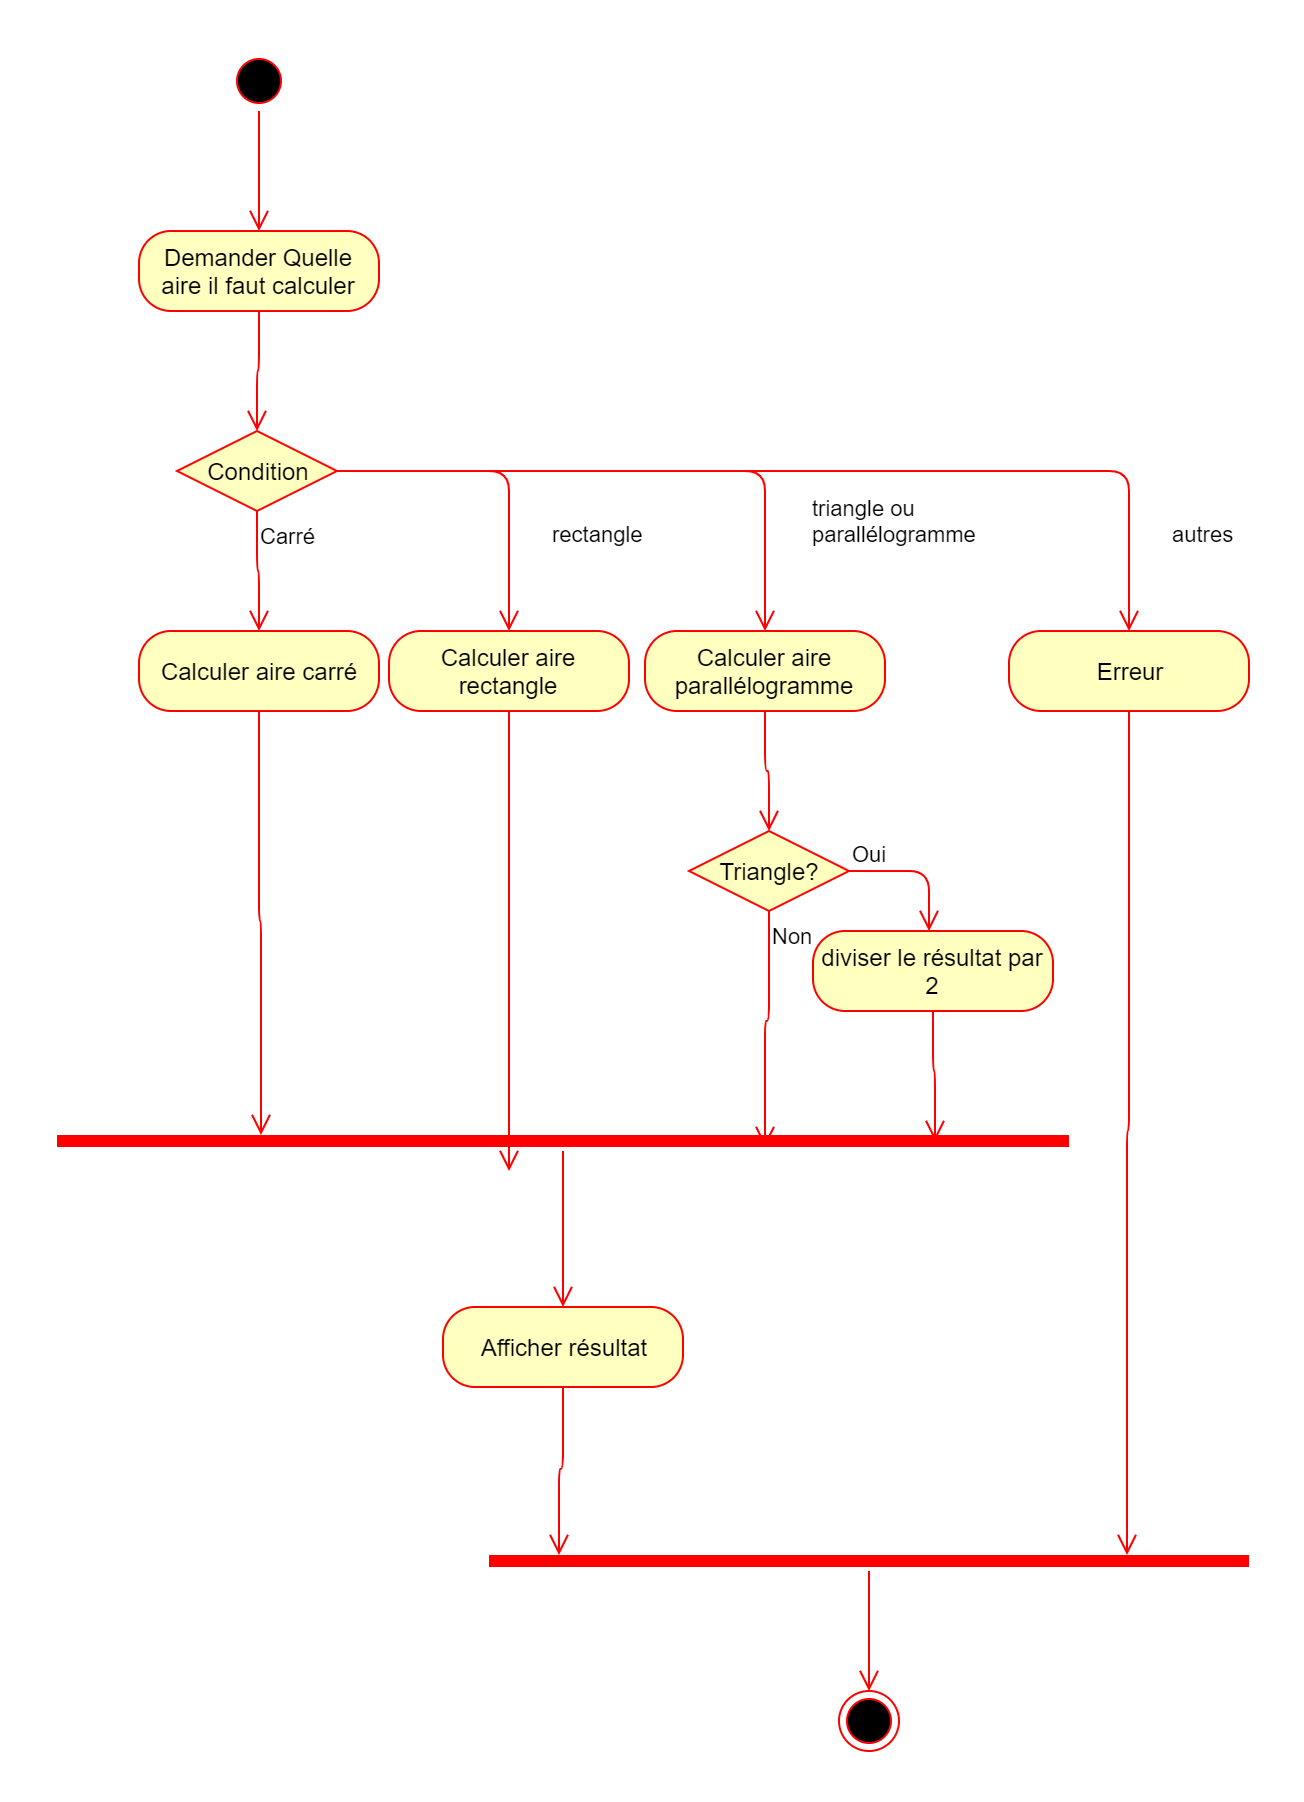 Demander Quelle
aire il faut calculer
Condition
Carré
rectangle
triangle ou
parallélogramme
autres
Calculer aire carré
Calculer aire
rectangle
Calculer aire
parallélogramme
Erreur
Triangle?
Oui
Non
diviser le résultat par
2
Afficher résultat